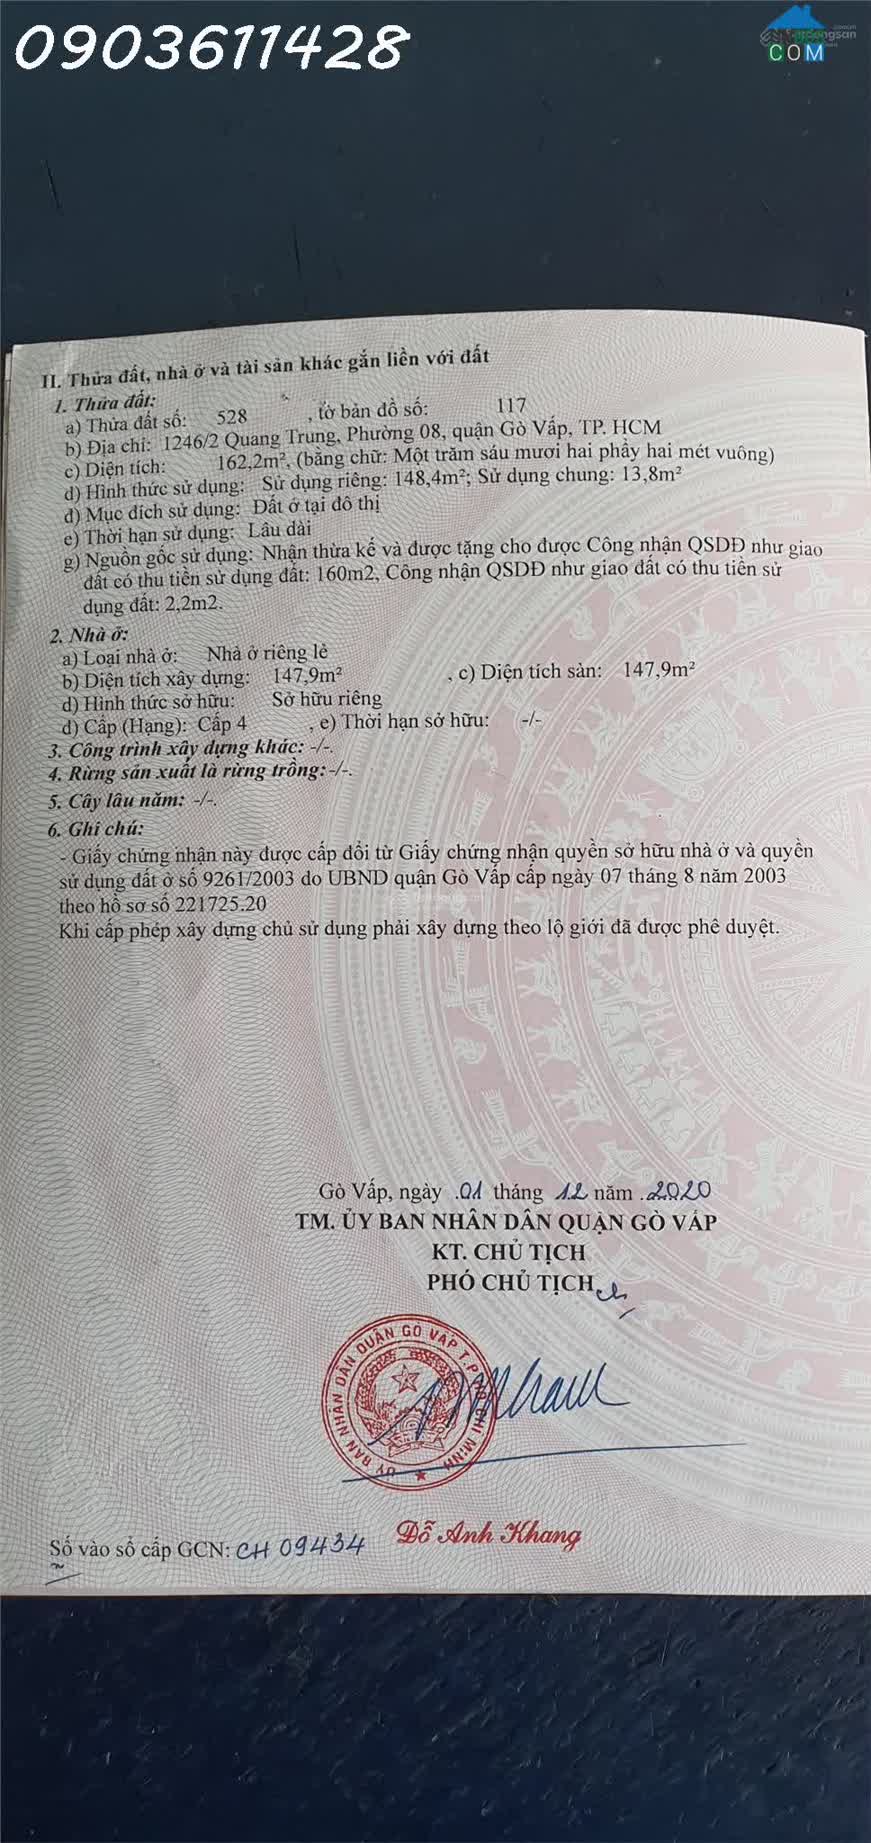 0903611428
COM
II. Thửa đất, nhà ở và tài sản khác gắn liền với đất
1. Thửa đất:
a) Thửa đất số: 528 , tờ bản đồ số: 117
b) Địa chỉ: 1246/2 Quang Trung, Phường 08, quận Gò Vấp, TP. HCM
c) Diện tích: 162,2m², (bằng chữ: Một trăm sáu mươi hai phẩy hai mét vuông)
d) Hình thức sử dụng: Sử dụng riêng: 148,4m²; Sử dụng chung: 13,8m²
đ) Mục đích sử dụng: Đất ở tại đô thị
e) Thời hạn sử dụng: Lâu dài
g) Nguồn gốc sử dụng: Nhận thừa kế và được tặng cho được Công nhận QSDĐ như giao
đất có thu tiền sử dụng đất: 160m2, Công nhận QSDĐ như giao đất có thu tiền sử
dụng đất: 2,2m2.
2. Nhà ở:
a) Loại nhà ở: Nhà ở riêng lẻ
b) Diện tích xây dựng: 147,9m² , c) Diện tích sàn: 147,9m²
d) Hình thức sở hữu: Sở hữu riêng
đ) Cấp (Hạng): Cấp 4 , e) Thời hạn sở hữu: -/-
3. Công trình xây dựng khác: -/-.
4. Rừng sản xuất là rừng trồng: -/-.
5. Cây lâu năm: -/-.
6. Ghi chú:
- Giấy chứng nhận này được cấp đổi từ Giấy chứng nhận quyền sở hữu nhà ở và quyền
sử dụng đất ở số 9261/2003 do UBND quận Gò Vấp cấp ngày 07 tháng 8 năm 2003
theo hồ sơ số 221725.20
Khi cấp phép xây dựng chủ sử dụng phải xây dựng theo lộ giới đã được phê duyệt.
Gò Vấp, ngày .01 tháng 12 năm .2020
TM. ỦY BAN NHÂN DÂN QUẬN GÒ VẤP
KT. CHỦ TỊCH
PHÓ CHỦ TỊCH
ỦY BAN NHÂN DÂN QUẬN GÒ VẤP T.P HỒ CHÍ MINH
Đỗ Anh Khang
Số vào sổ cấp GCN: CH 09434